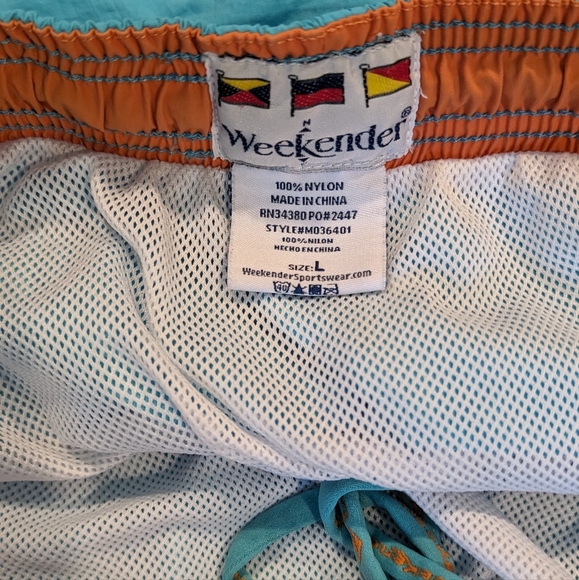 N
Weekender®
100% NYLON
MADE IN CHINA
RN34380 PO#2447
STYLE#M036401
100% NILON
HECHO EN CHINA
SIZE: L
WeekenderSportswear.com